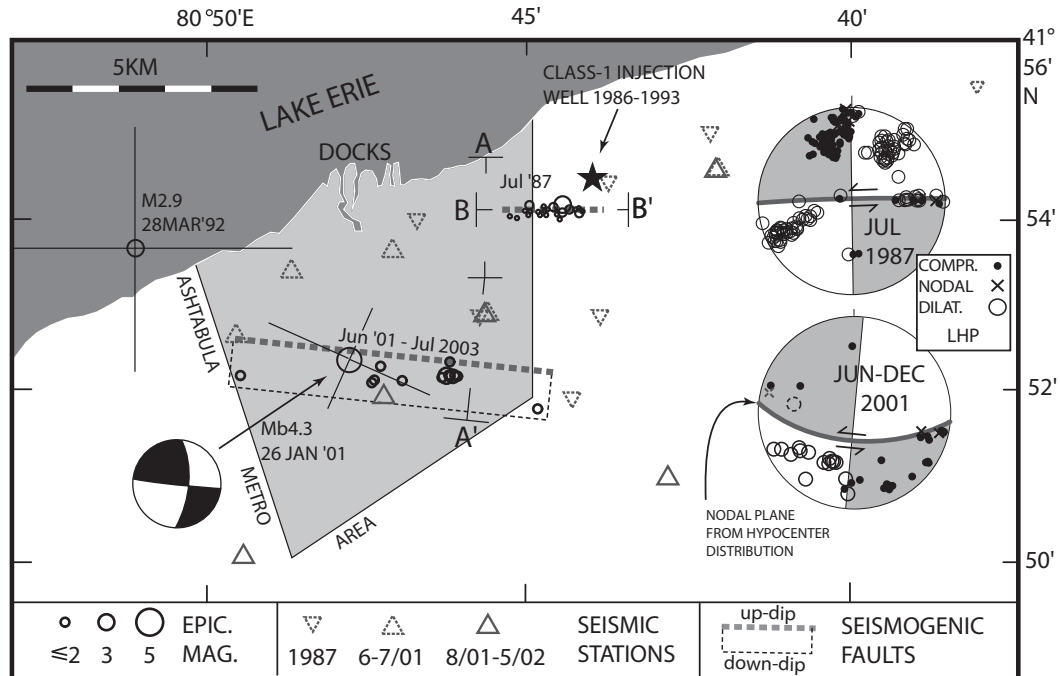 80°50'E
45'
40'
41°
56'
N
5KM
LAKE ERIE
CLASS-1 INJECTION
WELL 1986-1993
DOCKS
A
Jul '87
B
B'
M2.9
28MAR'92
54'
JUL
1987
COMPR.
NODAL
DILAT.
LHP
ASHTABULA
Jun '01 - Jul 2003
JUN-DEC
2001
52'
Mb4.3
26 JAN '01
A'
METRO
AREA
NODAL PLANE
FROM HYPOCENTER
DISTRIBUTION
50'
EPIC.
MAG.
≤2 3 5
1987 6-7/01 8/01-5/02
SEISMIC
STATIONS
up-dip
down-dip
SEISMOGENIC
FAULTS